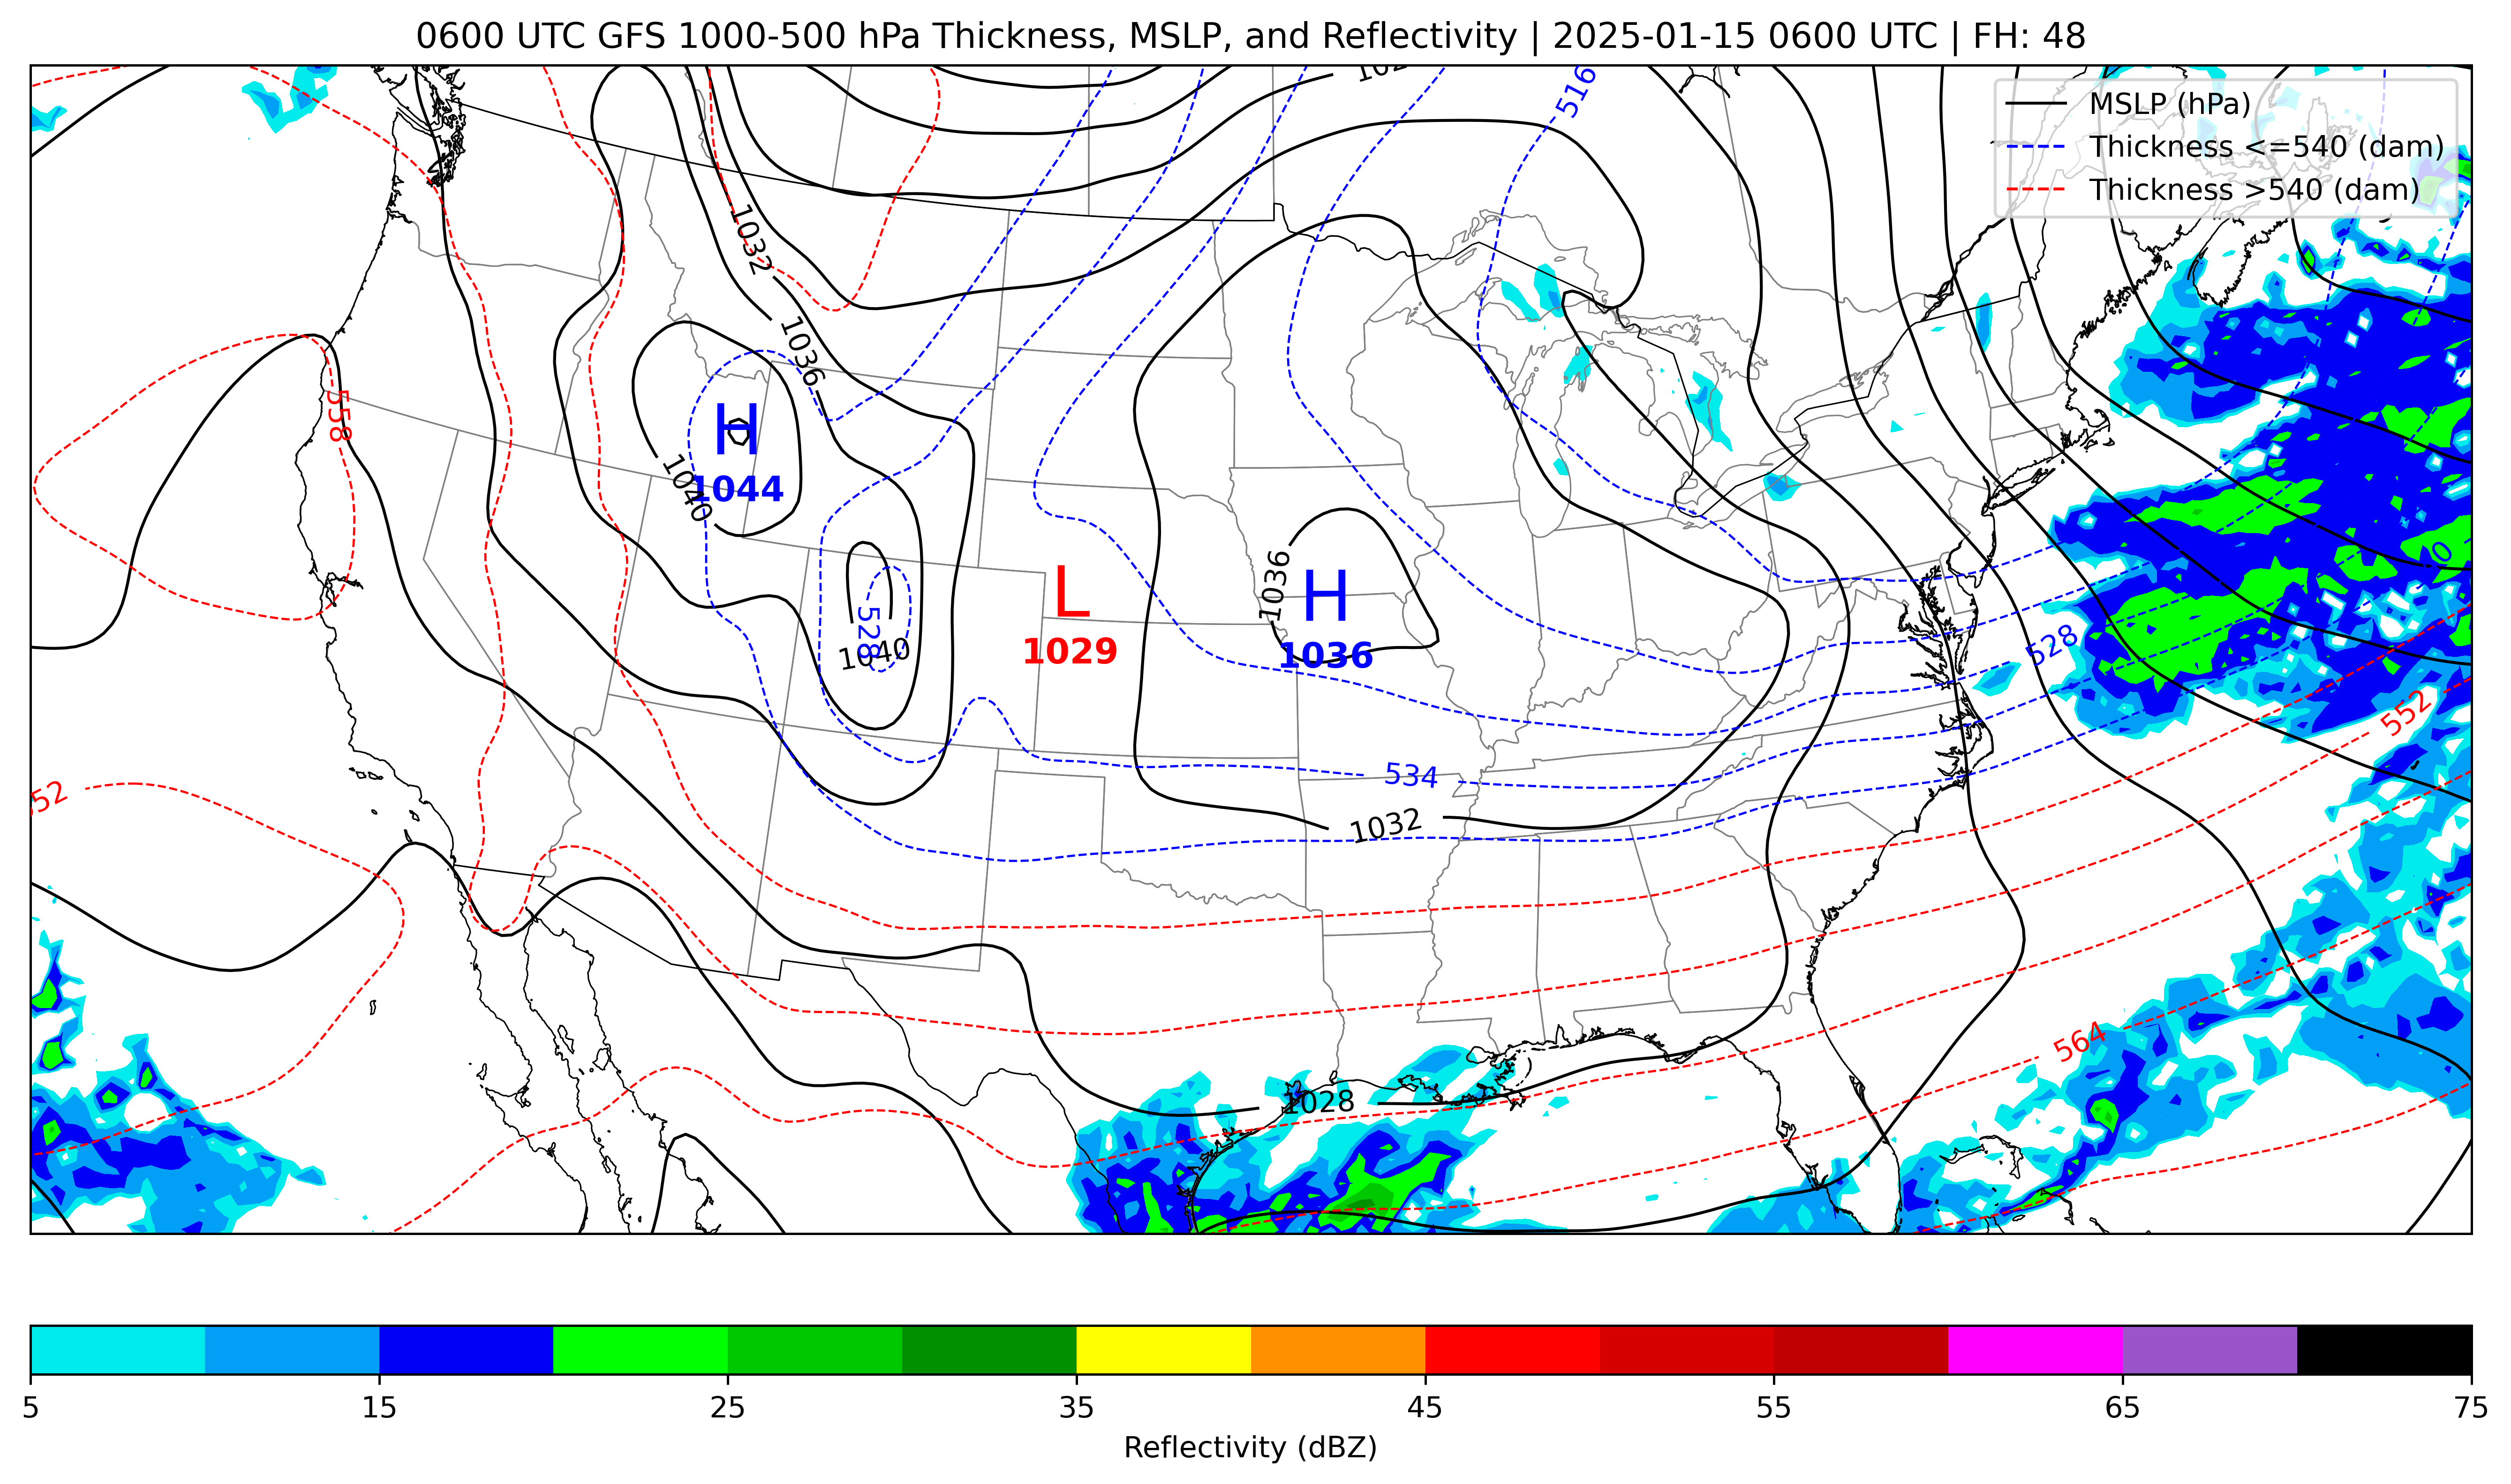 0600 UTC GFS 1000-500 hPa Thickness, MSLP, and Reflectivity | 2025-01-15 0600 UTC | FH: 48
MSLP (hPa)
Thickness <=540 (dam)
Thickness >540 (dam)
516
1032
1036
558
H
1044
1040
528
1040
L
1029
1036
H
1036
528
552
52
534
1032
564
1028
5 15 25 35 45 55 65 75
Reflectivity (dBZ)